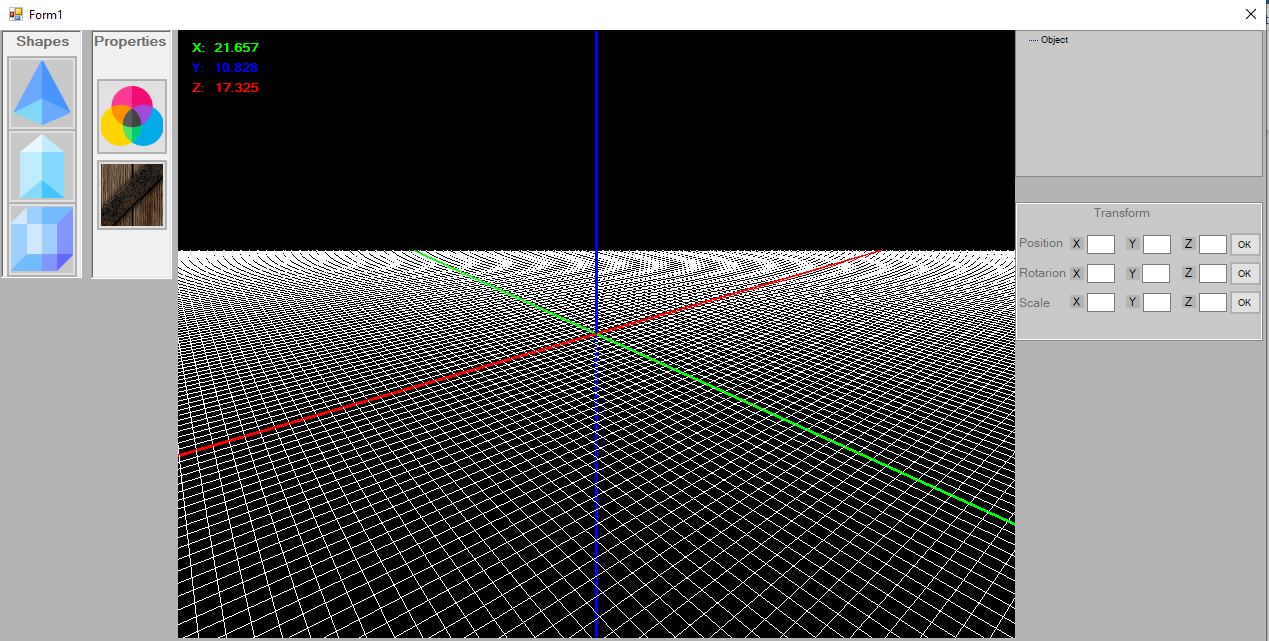 Form1
Shapes
Properties
X: 21.657
Y: 10.828
Z: 17.325
Object
Transform
Position X Y Z OK
Rotarion X Y Z OK
Scale X Y Z OK